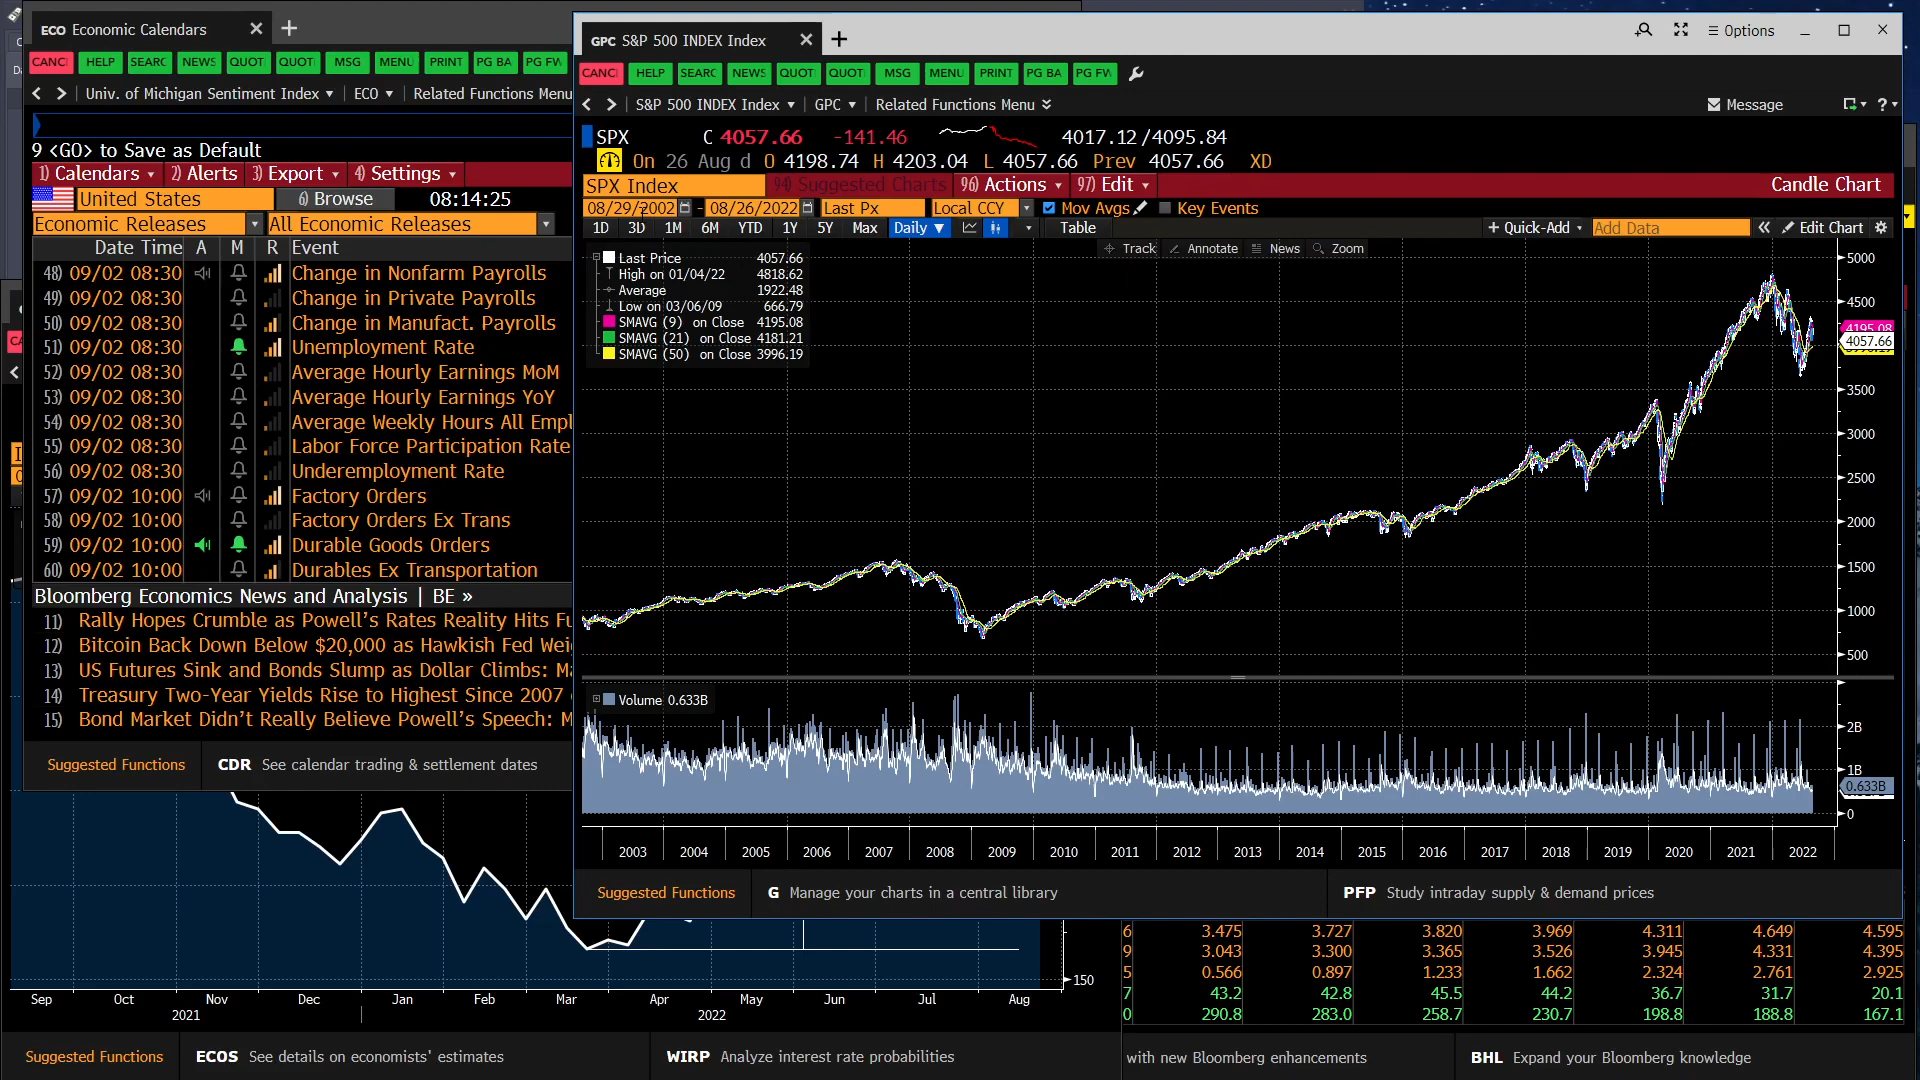 ECO Economic Calendars
CANCL HELP SEARC NEWS QUOT QUOT MSG MENU PRINT PG BA PG FW
Univ. of Michigan Sentiment Index ECO Related Functions Menu
9 <GO> to Save as Default
1) Calendars 2) Alerts 3) Export 4) Settings
United States 6) Browse 08:14:25
Economic Releases All Economic Releases
Date Time A M R Event
48) 09/02 08:30 Change in Nonfarm Payrolls
49) 09/02 08:30 Change in Private Payrolls
50) 09/02 08:30 Change in Manufact. Payrolls
51) 09/02 08:30 Unemployment Rate
52) 09/02 08:30 Average Hourly Earnings MoM
53) 09/02 08:30 Average Hourly Earnings YoY
54) 09/02 08:30 Average Weekly Hours All Empl
55) 09/02 08:30 Labor Force Participation Rate
56) 09/02 08:30 Underemployment Rate
57) 09/02 10:00 Factory Orders
58) 09/02 10:00 Factory Orders Ex Trans
59) 09/02 10:00 Durable Goods Orders
60) 09/02 10:00 Durables Ex Transportation
Bloomberg Economics News and Analysis | BE »
11) Rally Hopes Crumble as Powell's Rates Reality Hits Fu
12) Bitcoin Back Down Below $20,000 as Hawkish Fed Wei
13) US Futures Sink and Bonds Slump as Dollar Climbs: Ma
14) Treasury Two-Year Yields Rise to Highest Since 2007
15) Bond Market Didn't Really Believe Powell's Speech: M
Suggested Functions CDR See calendar trading & settlement dates
GPC S&P 500 INDEX Index
Options
CANCI HELP SEARC NEWS QUOTI QUOTI MSG MENU PRINT PG BA PG FW
S&P 500 INDEX Index GPC Related Functions Menu Message ?
SPX C 4057.66 -141.46 4017.12/4095.84
On 26 Aug d O 4198.74 H 4203.04 L 4057.66 Prev 4057.66 XD
SPX Index 94) Suggested Charts 96) Actions 97) Edit Candle Chart
08/29/2002 - 08/26/2022 Last Px Local CCY Mov Avgs Key Events
1D 3D 1M 6M YTD 1Y 5Y Max Daily ▼ Table + Quick-Add Add Data « Edit Chart
Track Annotate News Zoom
Last Price 4057.66
High on 01/04/22 4818.62
Average 1922.48
Low on 03/06/09 666.79
SMAVG (9) on Close 4195.08
SMAVG (21) on Close 4181.21
SMAVG (50) on Close 3996.19
5000
4500
4195.08
4057.66
3500
3000
2500
2000
1500
1000
500
Volume 0.633B
2B
1B
0.633B
0
2003 2004 2005 2006 2007 2008 2009 2010 2011 2012 2013 2014 2015 2016 2017 2018 2019 2020 2021 2022
Suggested Functions G Manage your charts in a central library PFP Study intraday supply & demand prices
6 3.475 3.727 3.820 3.969 4.311 4.649 4.595
9 3.043 3.300 3.365 3.526 3.945 4.331 4.395
5 0.566 0.897 1.233 1.662 2.324 2.761 2.925
7 43.2 42.8 45.5 44.2 36.7 31.7 20.1
0 290.8 283.0 258.7 230.7 198.8 188.8 167.1
150
Sep Oct Nov Dec Jan Feb Mar Apr May Jun Jul Aug
2021 2022
Suggested Functions ECOS See details on economists' estimates WIRP Analyze interest rate probabilities
with new Bloomberg enhancements BHL Expand your Bloomberg knowledge